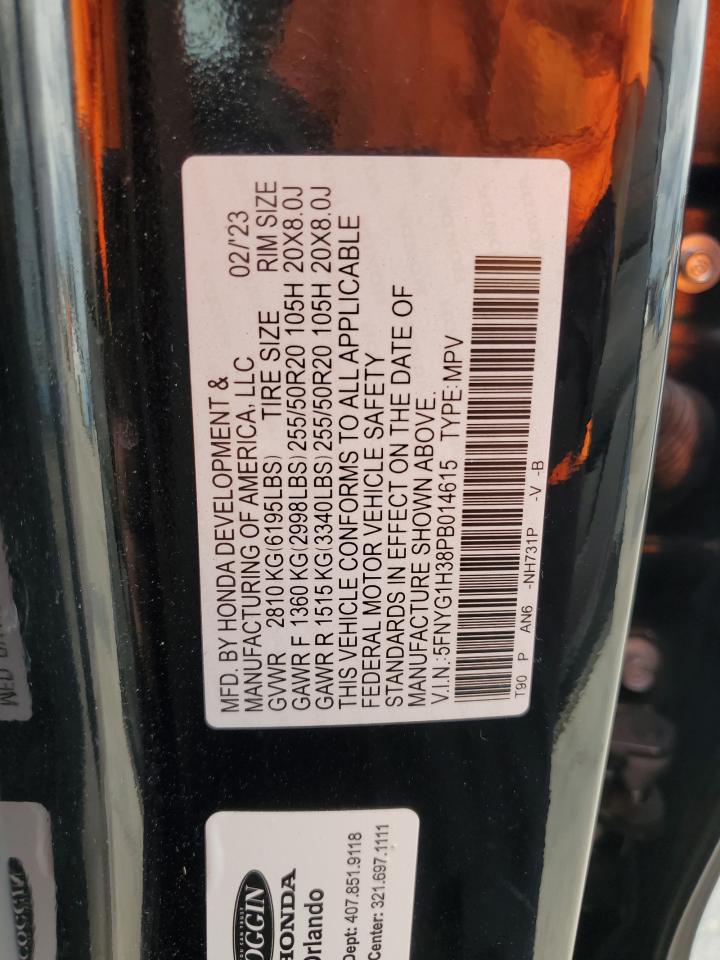 MFD. BY HONDA DEVELOPMENT &
MANUFACTURING OF AMERICA, LLC 02/'23
GVWR 2810 KG (6195LBS) TIRE SIZE RIM SIZE
GAWR F 1360 KG (2998LBS) 255/50R20 105H 20X8.0J
GAWR R 1515 KG (3340LBS) 255/50R20 105H 20X8.0J
THIS VEHICLE CONFORMS TO ALL APPLICABLE
FEDERAL MOTOR VEHICLE SAFETY
STANDARDS IN EFFECT ON THE DATE OF
MANUFACTURE SHOWN ABOVE.
V.I.N.:5FNYG1H38PB014615 TYPE:MPV
T90 P AN6 -NH731P -V -B
OGGIN
HONDA
Orlando
Dept: 407.851.9118
Center: 321.697.1111